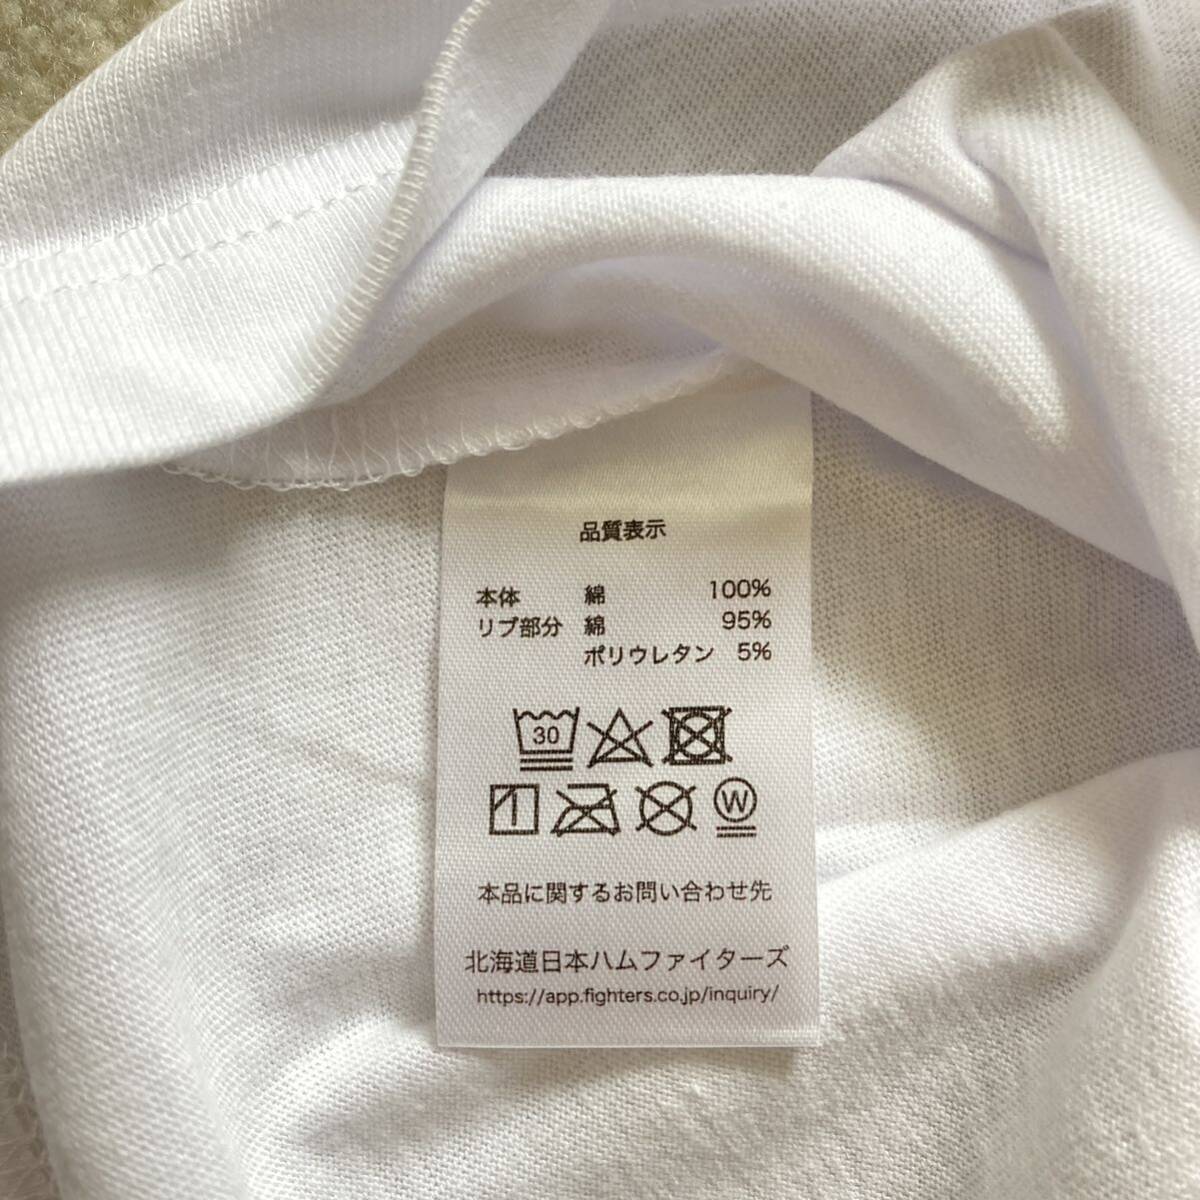 品質表示
本体 綿 100%
リブ部分 綿 95%
ポリウレタン 5%
30
W
本品に関するお問い合わせ先
北海道日本ハムファイターズ
https://app.fighters.co.jp/inquiry/